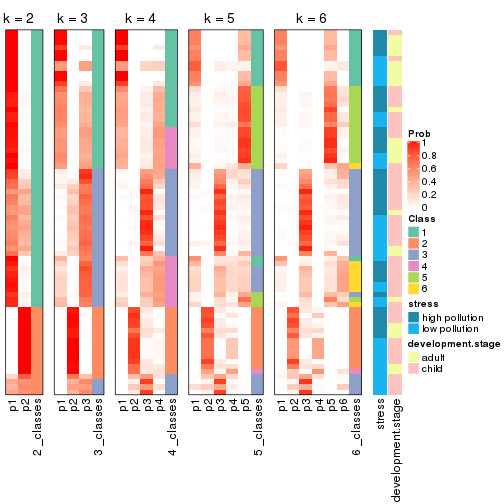 k = 2
k = 3
k = 4
k = 5
k = 6
p1
p2
2_classes
p1
p2
p3
3_classes
p1
p2
p3
p4
4_classes
p1
p2
p3
p4
p5
5_classes
p1
p2
p3
p4
p5
p6
6_classes
stress
development.stage
Prob
1
0.8
0.6
0.4
0.2
0
Class
1
2
3
4
5
6
stress
high pollution
low pollution
development.stage
adult
child